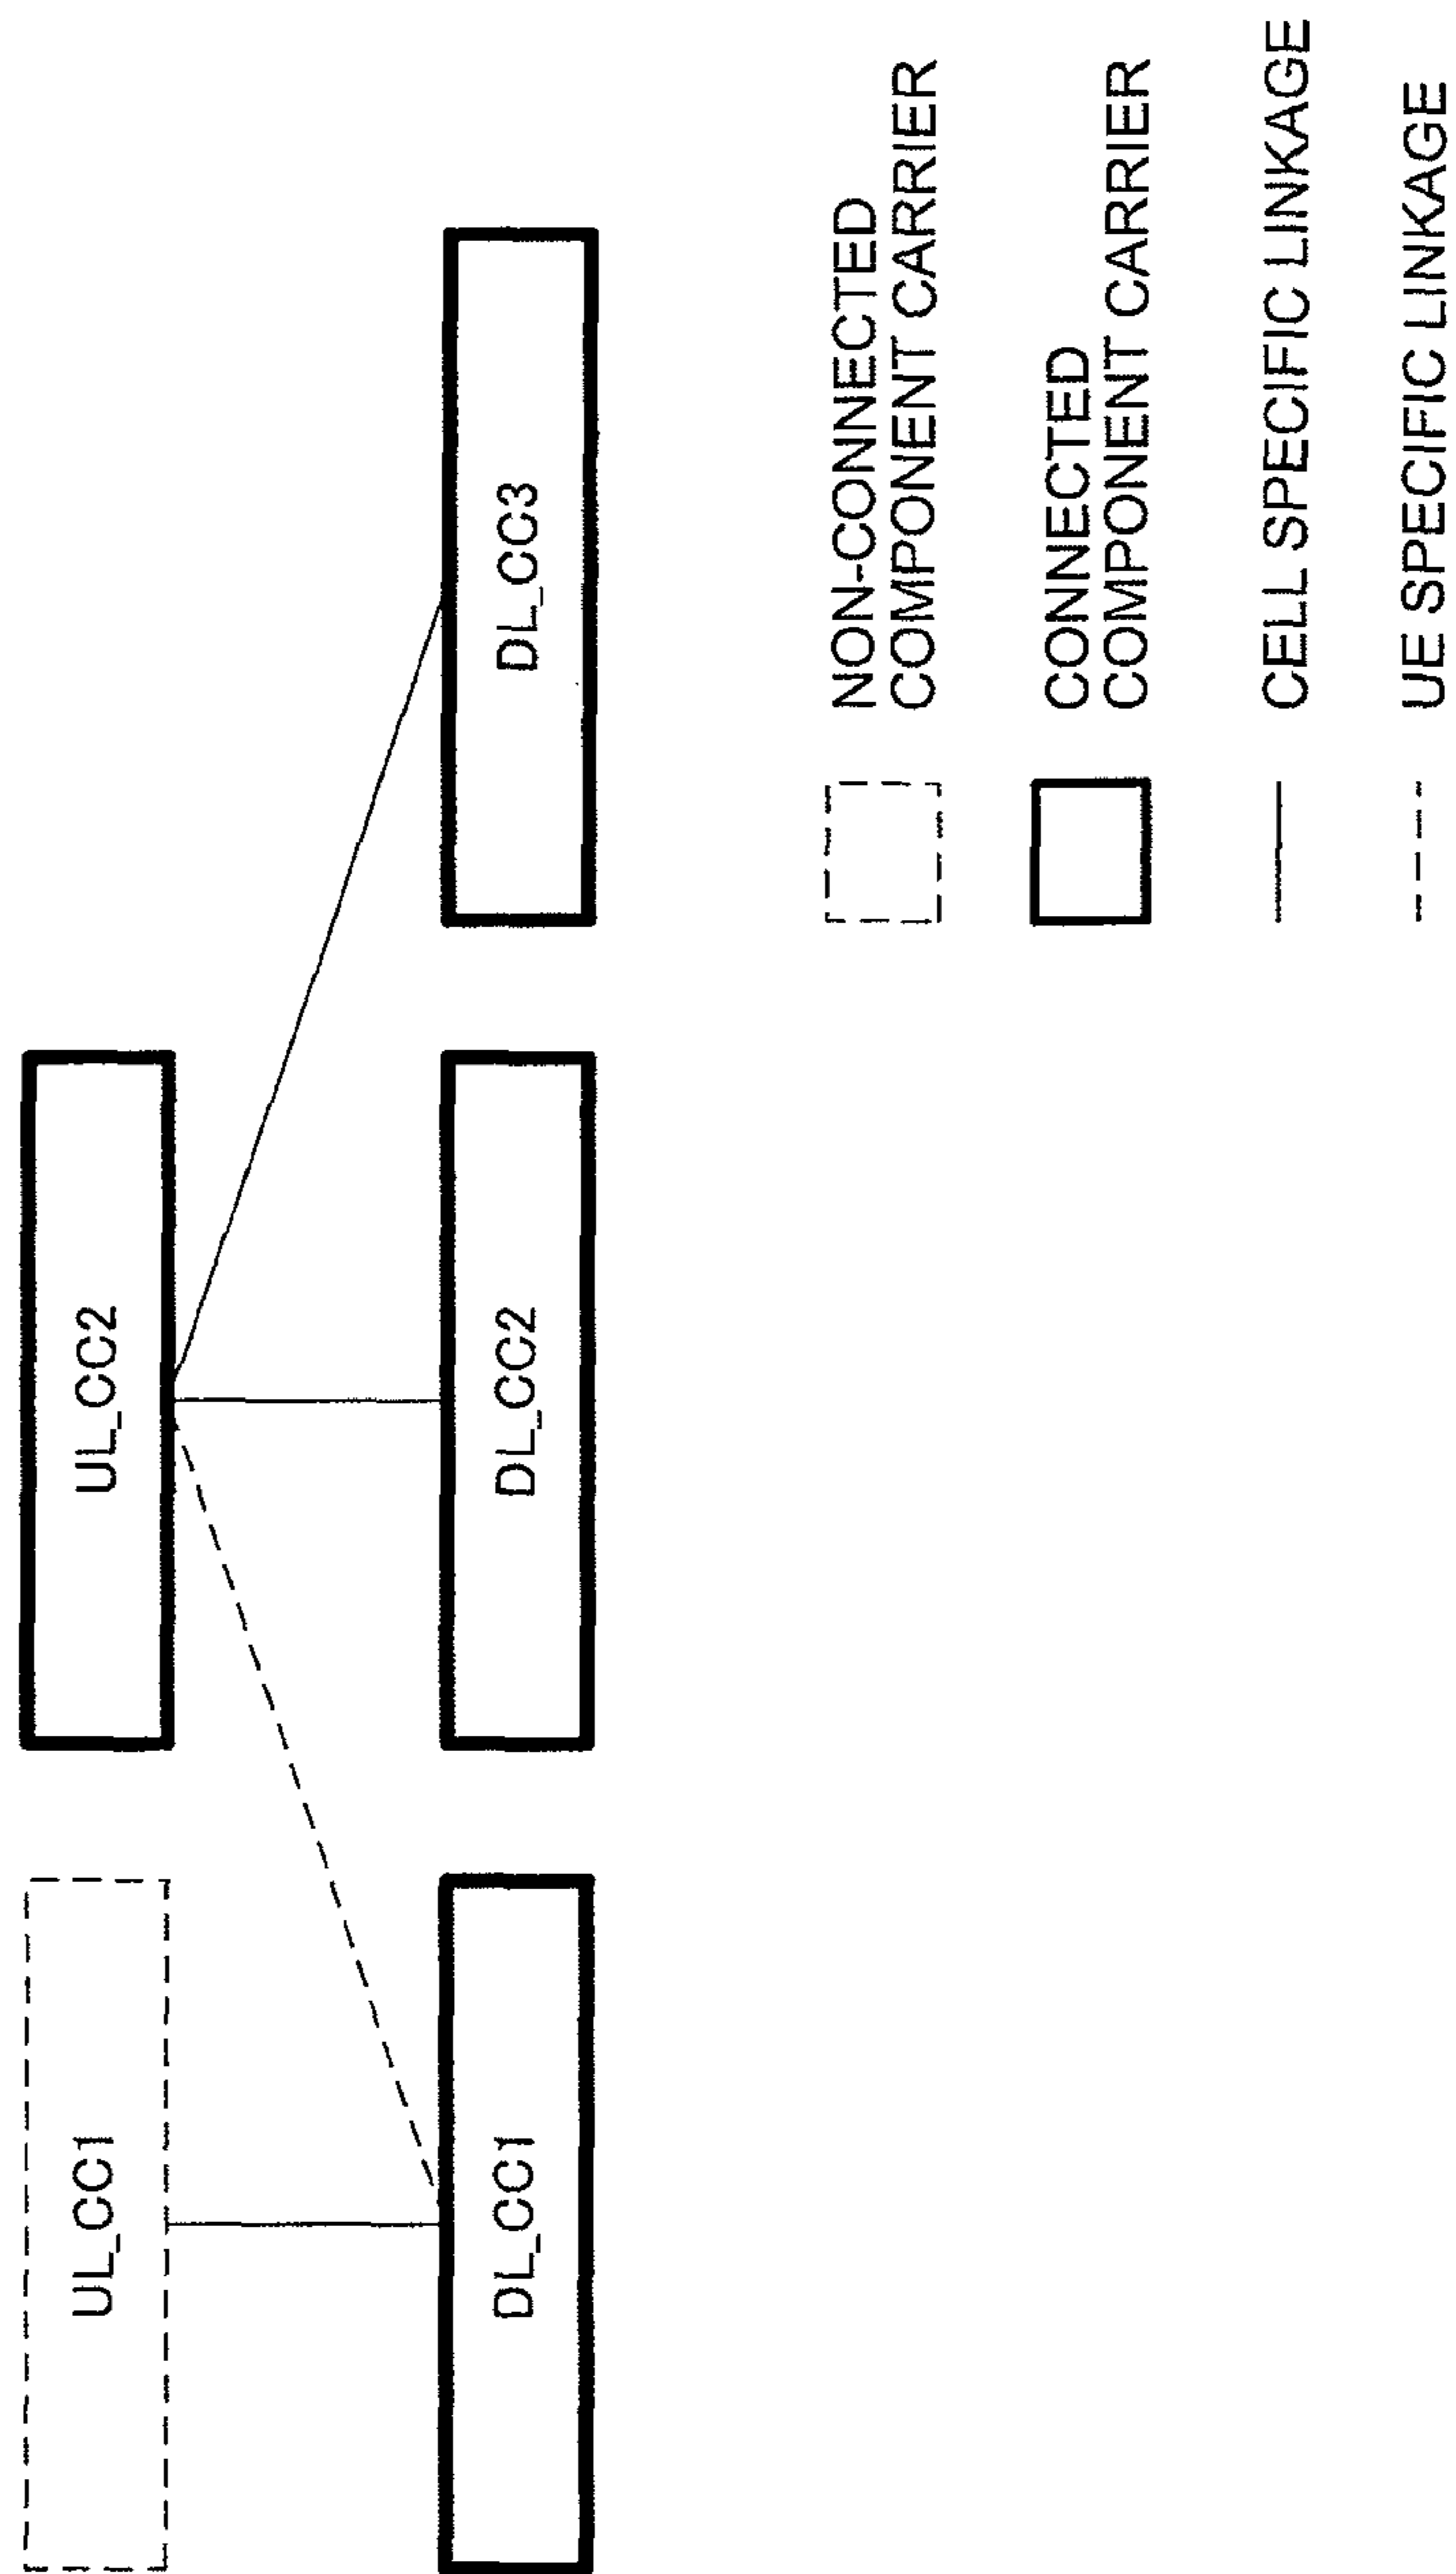 UL_CC1
UL_CC2
DL_CC1
DL_CC2
DL_CC3
NON-CONNECTED
COMPONENT CARRIER
CONNECTED
COMPONENT CARRIER
CELL SPECIFIC LINKAGE
UE SPECIFIC LINKAGE